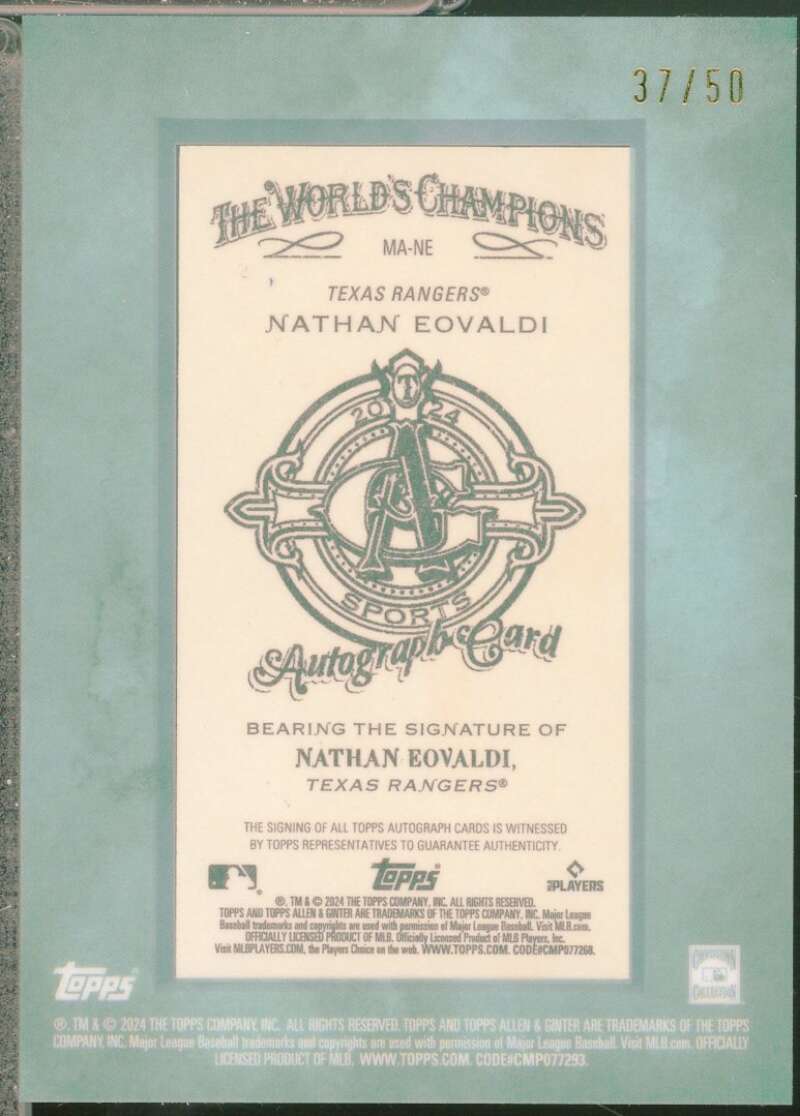 37/50
THE WORLD'S CHAMPIONS
MA-NE
TEXAS RANGERS®
NATHAN EOVALDI
T
20 24
A&G
SPORTS
Autograph Card
BEARING THE SIGNATURE OF
NATHAN EOVALDI,
TEXAS RANGERS®
THE SIGNING OF ALL TOPPS AUTOGRAPH CARDS IS WITNESSED
BY TOPPS REPRESENTATIVES TO GUARANTEE AUTHENTICITY.
topps
PLAYERS
®, TM & © 2024 THE TOPPS COMPANY, INC. ALL RIGHTS RESERVED.
TOPPS AND TOPPS ALLEN & GINTER ARE TRADEMARKS OF THE TOPPS COMPANY, INC. Major League
Baseball trademarks and copyrights are used with permission of Major League Baseball. Visit MLB.com.
OFFICIALLY LICENSED PRODUCT OF MLB. Officially Licensed Product of MLB Players, Inc.
Visit MLBPLAYERS.COM, the Players Choice on the web. WWW.TOPPS.COM. CODE#CMP077268.
topps
®, TM & © 2024 THE TOPPS COMPANY, INC. ALL RIGHTS RESERVED. TOPPS AND TOPPS ALLEN & GINTER ARE TRADEMARKS OF THE TOPPS
COMPANY, INC. Major League Baseball trademarks and copyrights are used with permission of Major League Baseball. Visit MLB.com. OFFICIALLY
LICENSED PRODUCT OF MLB. WWW.TOPPS.COM. CODE#CMP077293.